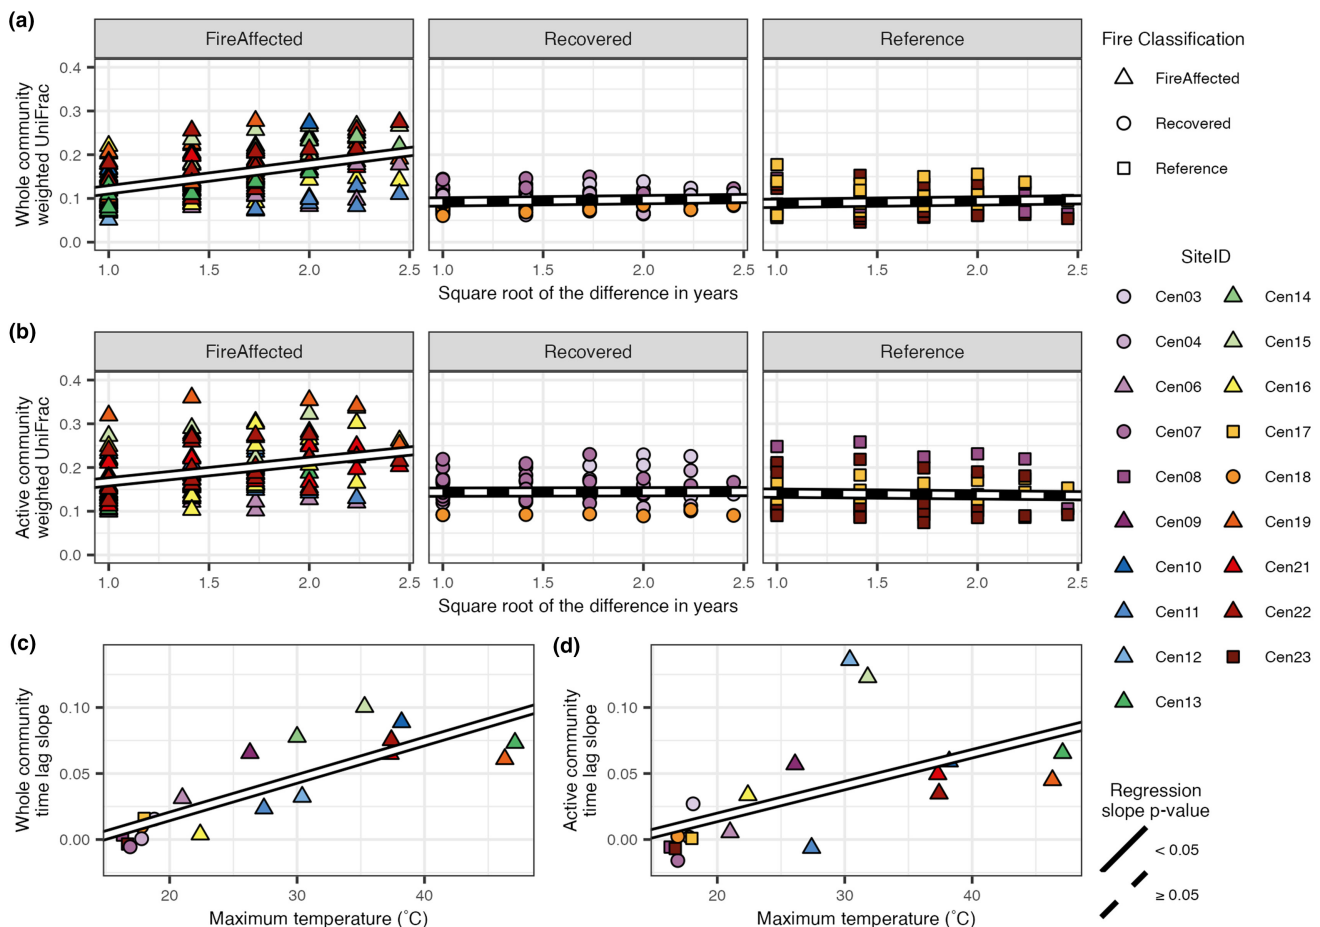 (a)
FireAffected
Recovered
Reference
Whole community
weighted UniFrac
0.4
0.3
0.2
0.1
0.0
1.0 1.5 2.0 2.5
1.0 1.5 2.0 2.5
1.0 1.5 2.0 2.5
Square root of the difference in years
(b)
FireAffected
Recovered
Reference
Active community
weighted UniFrac
0.4
0.3
0.2
0.1
0.0
1.0 1.5 2.0 2.5
1.0 1.5 2.0 2.5
1.0 1.5 2.0 2.5
Square root of the difference in years
(c)
Whole community
time lag slope
0.10
0.05
0.00
20 30 40
Maximum temperature (°C)
(d)
Active community
time lag slope
0.10
0.05
0.00
20 30 40
Maximum temperature (°C)
Fire Classification
FireAffected
Recovered
Reference
SiteID
Cen03 Cen14
Cen04 Cen15
Cen06 Cen16
Cen07 Cen17
Cen08 Cen18
Cen09 Cen19
Cen10 Cen21
Cen11 Cen22
Cen12 Cen23
Cen13
Regression
slope p-value
< 0.05
≥ 0.05